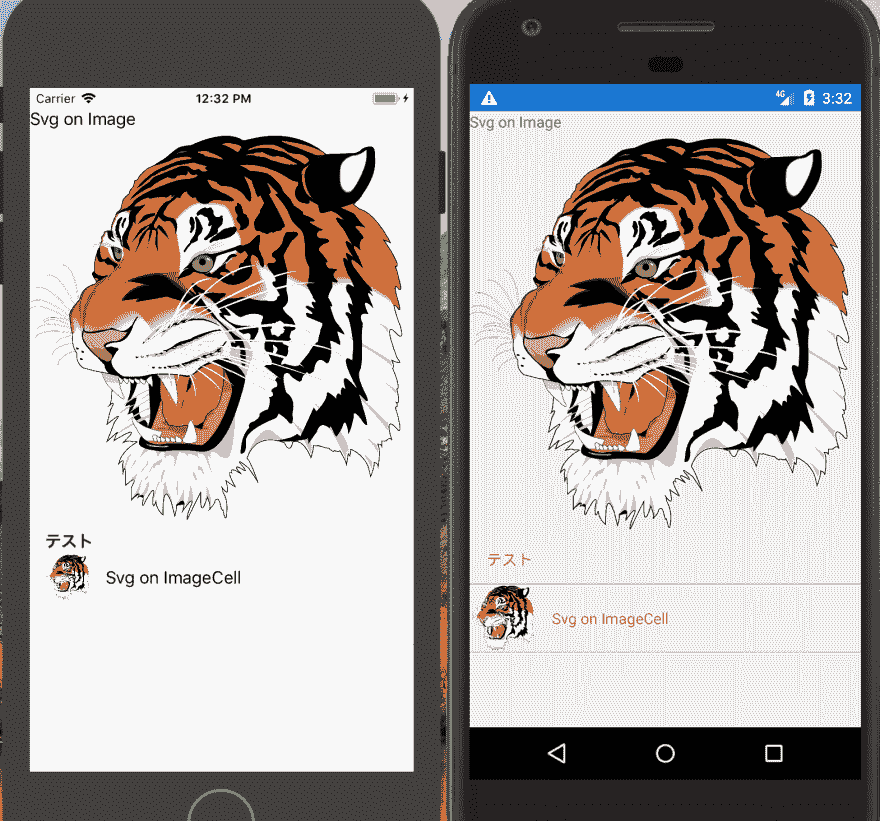 Carrier
12:32 PM
Svg on Image
テスト
Svg on ImageCell
4G
3:32
Svg on Image
テスト
Svg on ImageCell